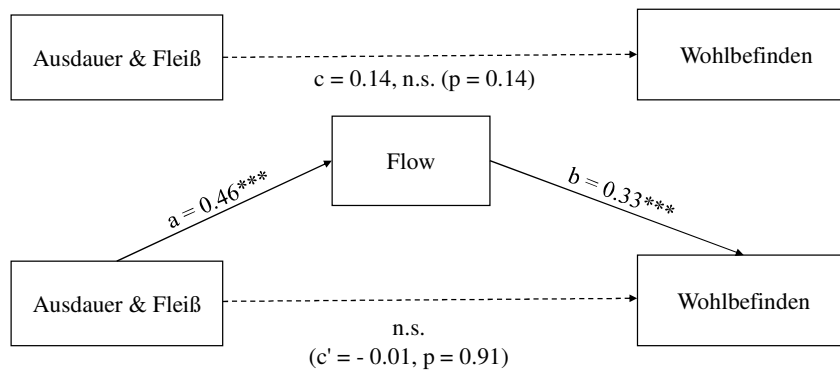 Ausdauer & Fleiß
Wohlbefinden
c = 0.14, n.s. (p = 0.14)
Flow
a = 0.46***
b = 0.33***
Ausdauer & Fleiß
Wohlbefinden
n.s.
(c' = - 0.01, p = 0.91)